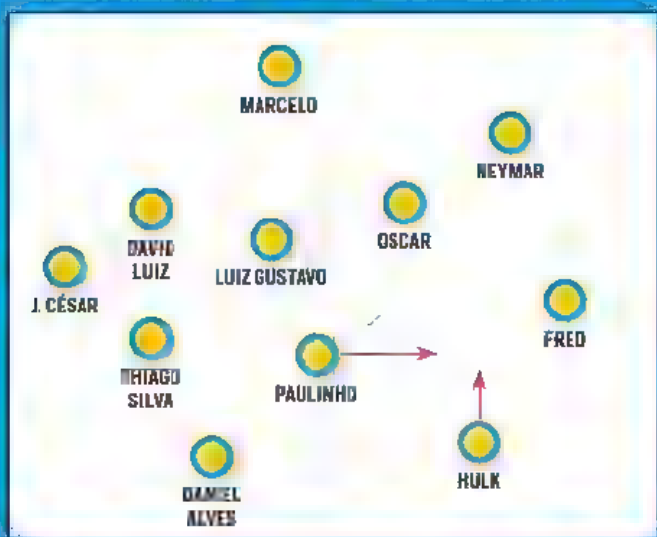 MARCELO
NEYMAR
OSCAR
DAVID
LUIZ
LUIZ GUSTAVO
J. CÉSAR
FRED
THIAGO
SILVA
PAULINHO
HULK
DANIEL
ALVES